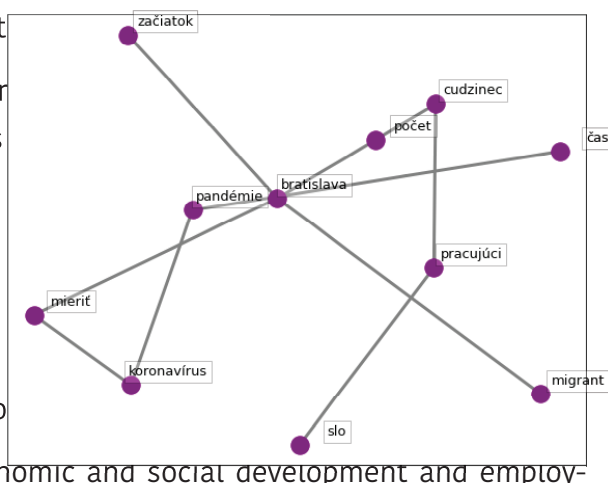 začiatok
cudzinec
počet
čas
bratislava
pandémie
pracujúci
mieriť
koronavírus
migrant
slo
nomic and social development and employ-